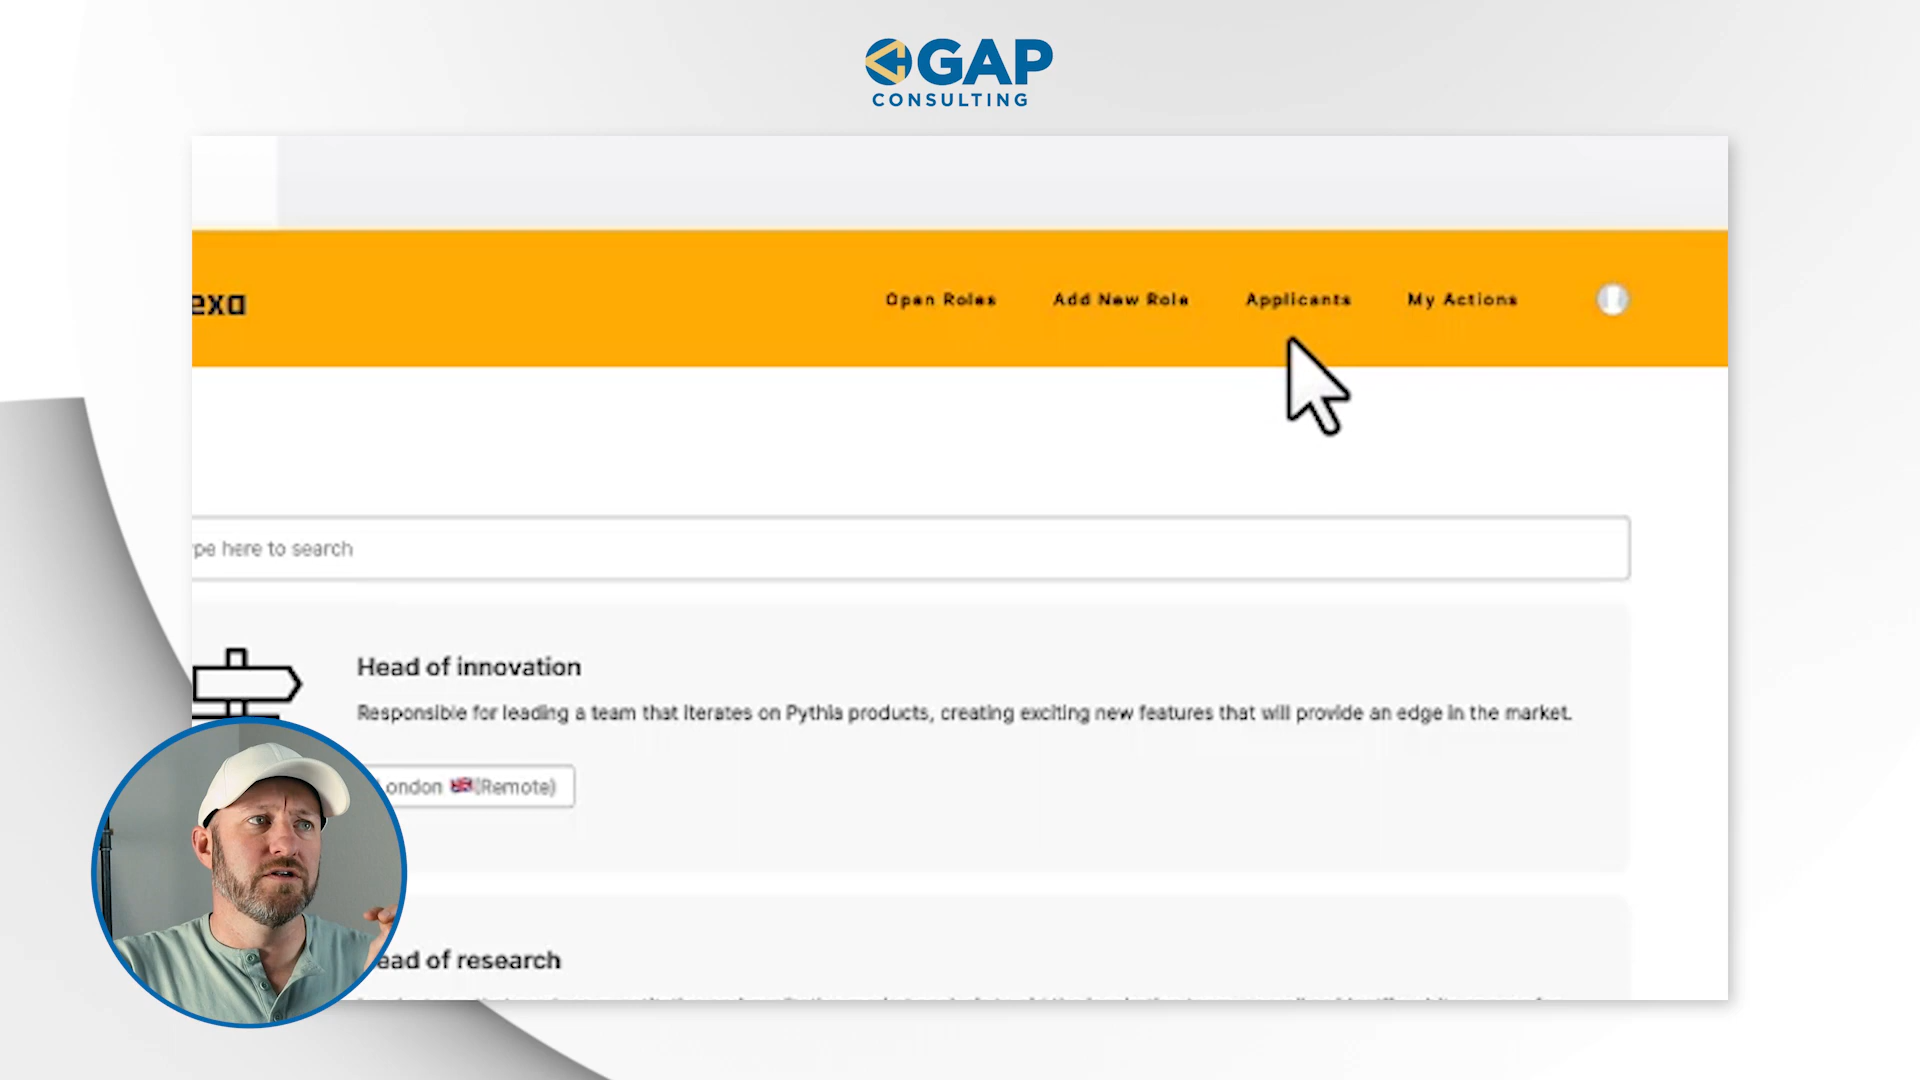 GAP
CONSULTING
exa
Open Roles
Add New Role
Applicants
My Actions
pe here to search
Head of innovation
Responsible for leading a team that iterates on Pythia products, creating exciting new features that will provide an edge in the market.
ondon 🇬🇧(Remote)
ead of research